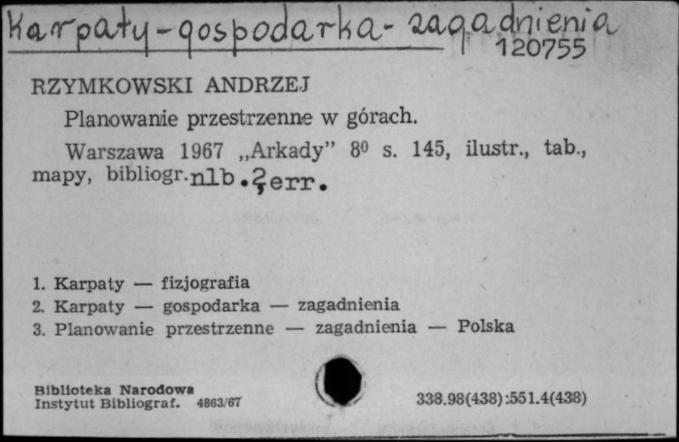 Karpaty - gospodarka - zagadnienia
120755
RZYMKOWSKI ANDRZEJ
Planowanie przestrzenne w górach.
Warszawa 1967 „Arkady” 8⁰ s. 145, ilustr., tab.,
mapy, bibliogr. nlb.2, err.
1. Karpaty — fizjografia
2. Karpaty — gospodarka — zagadnienia
3. Planowanie przestrzenne — zagadnienia — Polska
Biblioteka Narodowa
Instytut Bibliograf. 4863/67
338.98(438):551.4(438)